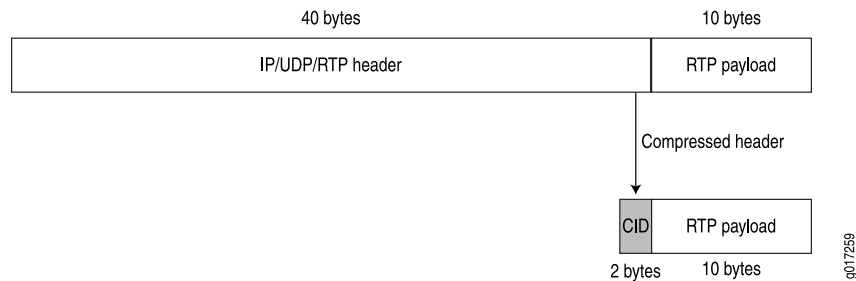 40 bytes
10 bytes
IP/UDP/RTP header
RTP payload
Compressed header
CID
RTP payload
2 bytes
10 bytes
g017259